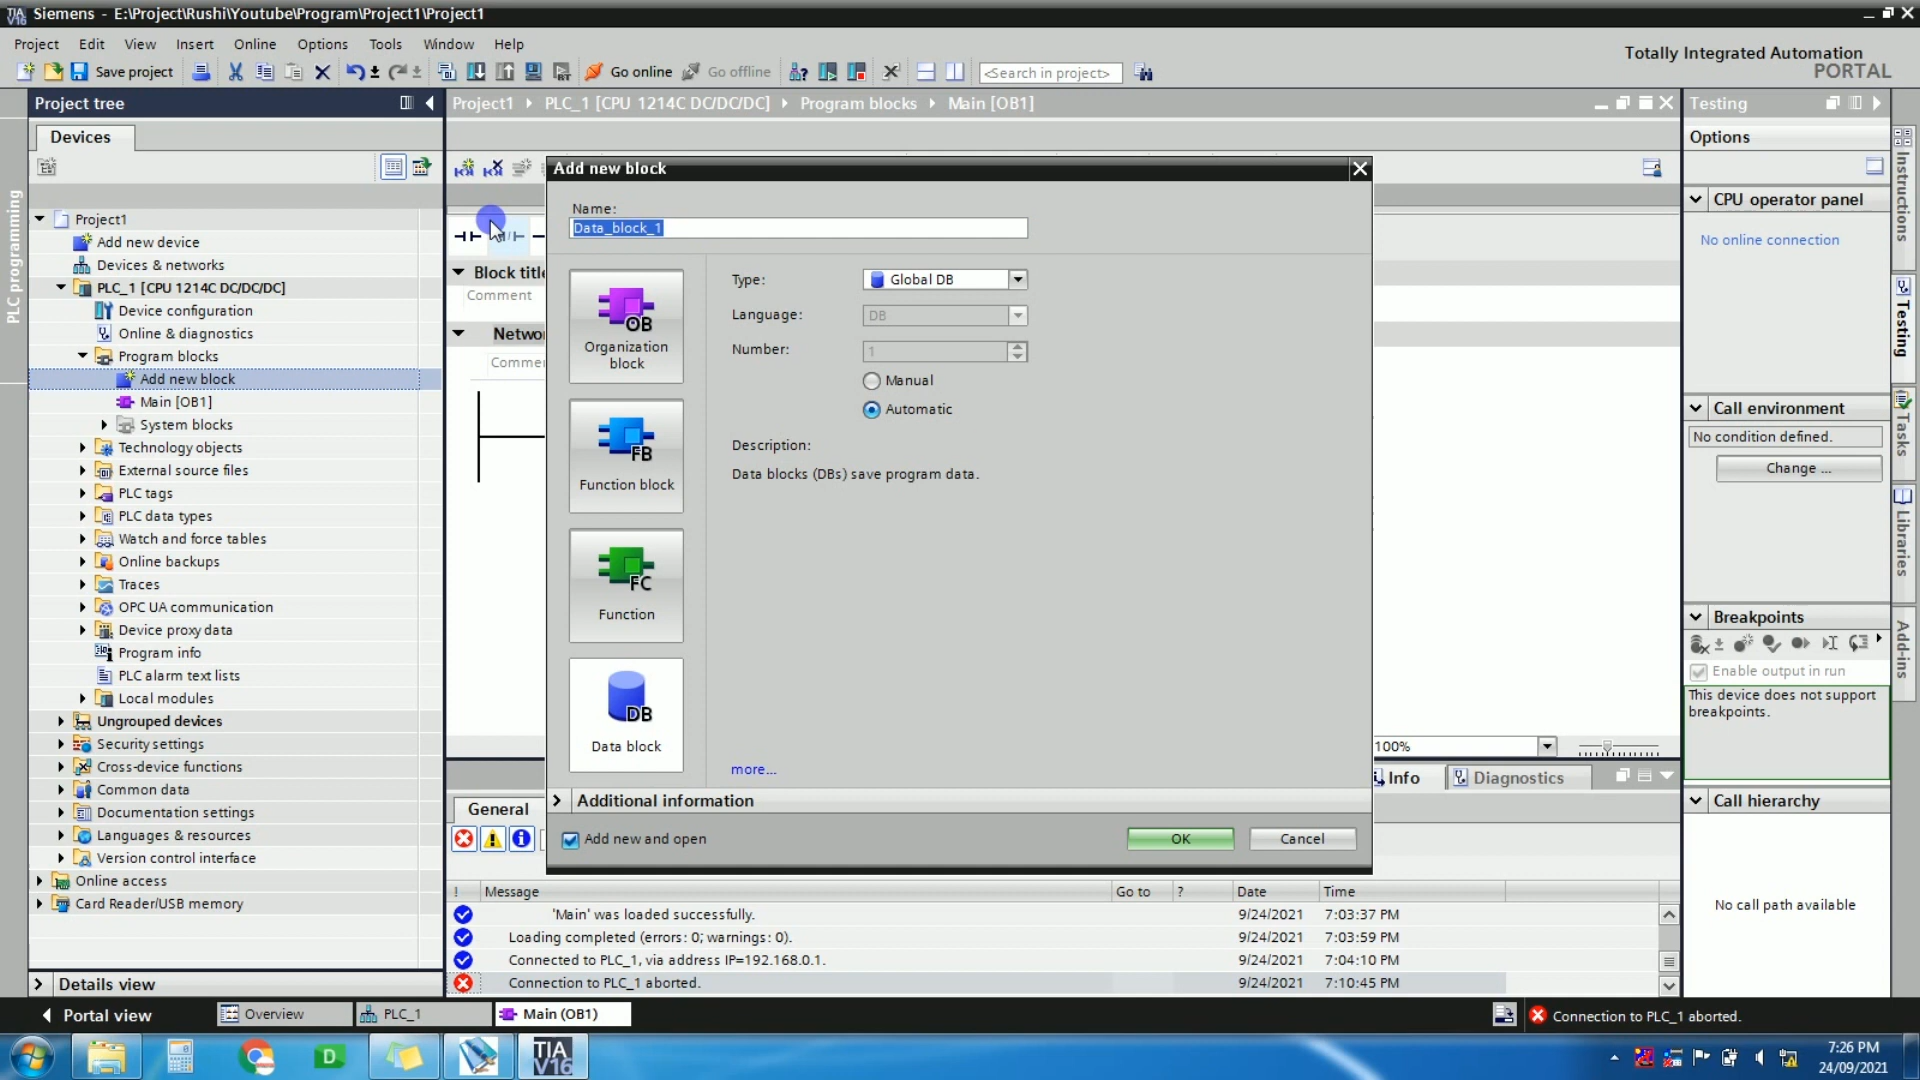 Siemens - E:\Project\Rushi\Youtube\Program\Project1\Project1
Project Edit View Insert Online Options Tools Window Help
Totally Integrated Automation
PORTAL
Save project
Go online
Go offline
<Search in project>
Project tree
Project1 PLC_1 [CPU 1214C DC/DC/DC] Program blocks Main [OB1]
Testing
Devices
Options
PLC programming
Project1
Add new device
Devices & networks
PLC_1 [CPU 1214C DC/DC/DC]
Device configuration
Online & diagnostics
Program blocks
Add new block
Main [OB1]
System blocks
Technology objects
External source files
PLC tags
PLC data types
Watch and force tables
Online backups
Traces
OPC UA communication
Device proxy data
Program info
PLC alarm text lists
Local modules
Ungrouped devices
Security settings
Cross-device functions
Common data
Documentation settings
Languages & resources
Version control interface
Online access
Card Reader/USB memory
Details view
Block title
Comment
Netwo
Comme
Add new block
Name:
Data_block_1
OB
Organization
block
FB
Function block
FC
Function
DB
Data block
Type:
Global DB
Language:
DB
Number:
1
Manual
Automatic
Description:
Data blocks (DBs) save program data.
more...
Additional information
Add new and open
OK
Cancel
100%
Info
Diagnostics
General
! Message Go to ? Date Time
'Main' was loaded successfully. 9/24/2021 7:03:37 PM
Loading completed (errors: 0; warnings: 0). 9/24/2021 7:03:59 PM
Connected to PLC_1, via address IP=192.168.0.1. 9/24/2021 7:04:10 PM
Connection to PLC_1 aborted. 9/24/2021 7:10:45 PM
CPU operator panel
No online connection
Call environment
No condition defined.
Change ...
Breakpoints
Enable output in run
This device does not support
breakpoints.
Call hierarchy
No call path available
Instructions
Testing
Tasks
Libraries
Add-ins
Portal view
Overview
PLC_1
Main (OB1)
Connection to PLC_1 aborted.
D
TIA
V16
7:26 PM
24/09/2021